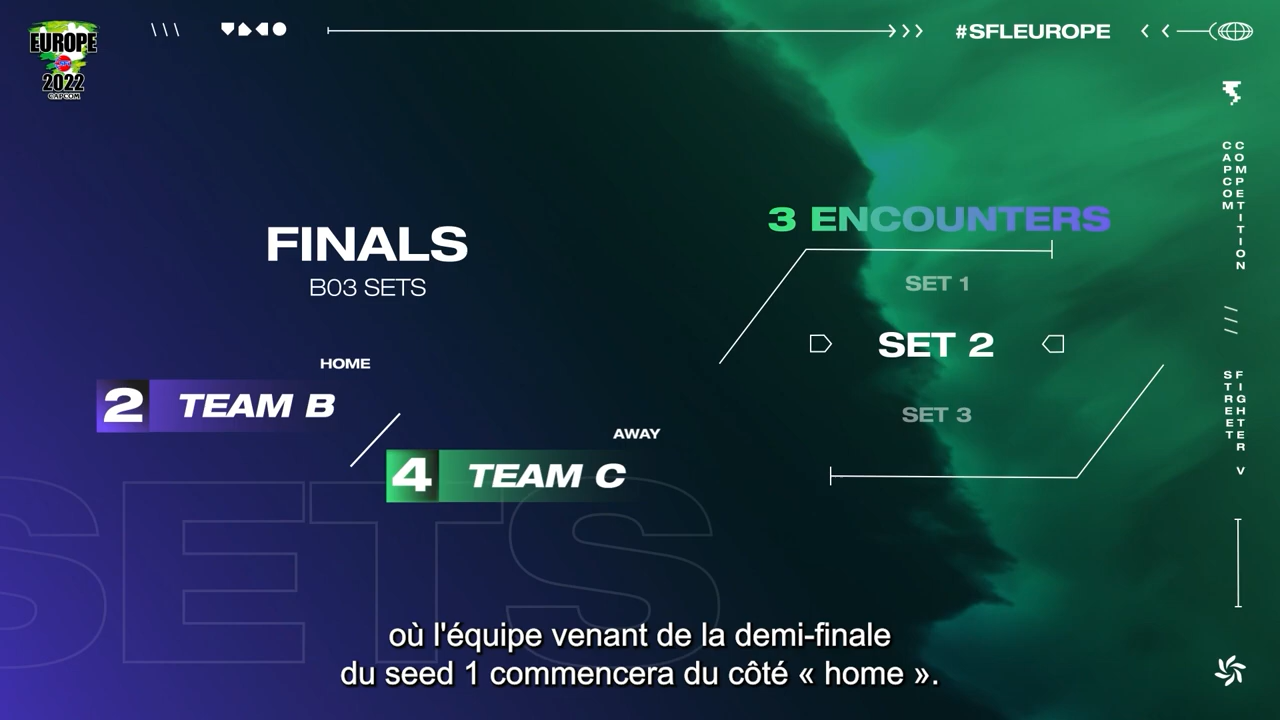 EUROPE
2022
CAPCOM
#SFLEUROPE
CAPCOM
COMPETITION
STREET
FIGHTER V
FINALS
BO3 SETS
3 ENCOUNTERS
SET 1
SET 2
SET 3
HOME
2 TEAM B
AWAY
4 TEAM C
SETS
où l'équipe venant de la demi-finale
du seed 1 commencera du côté « home ».